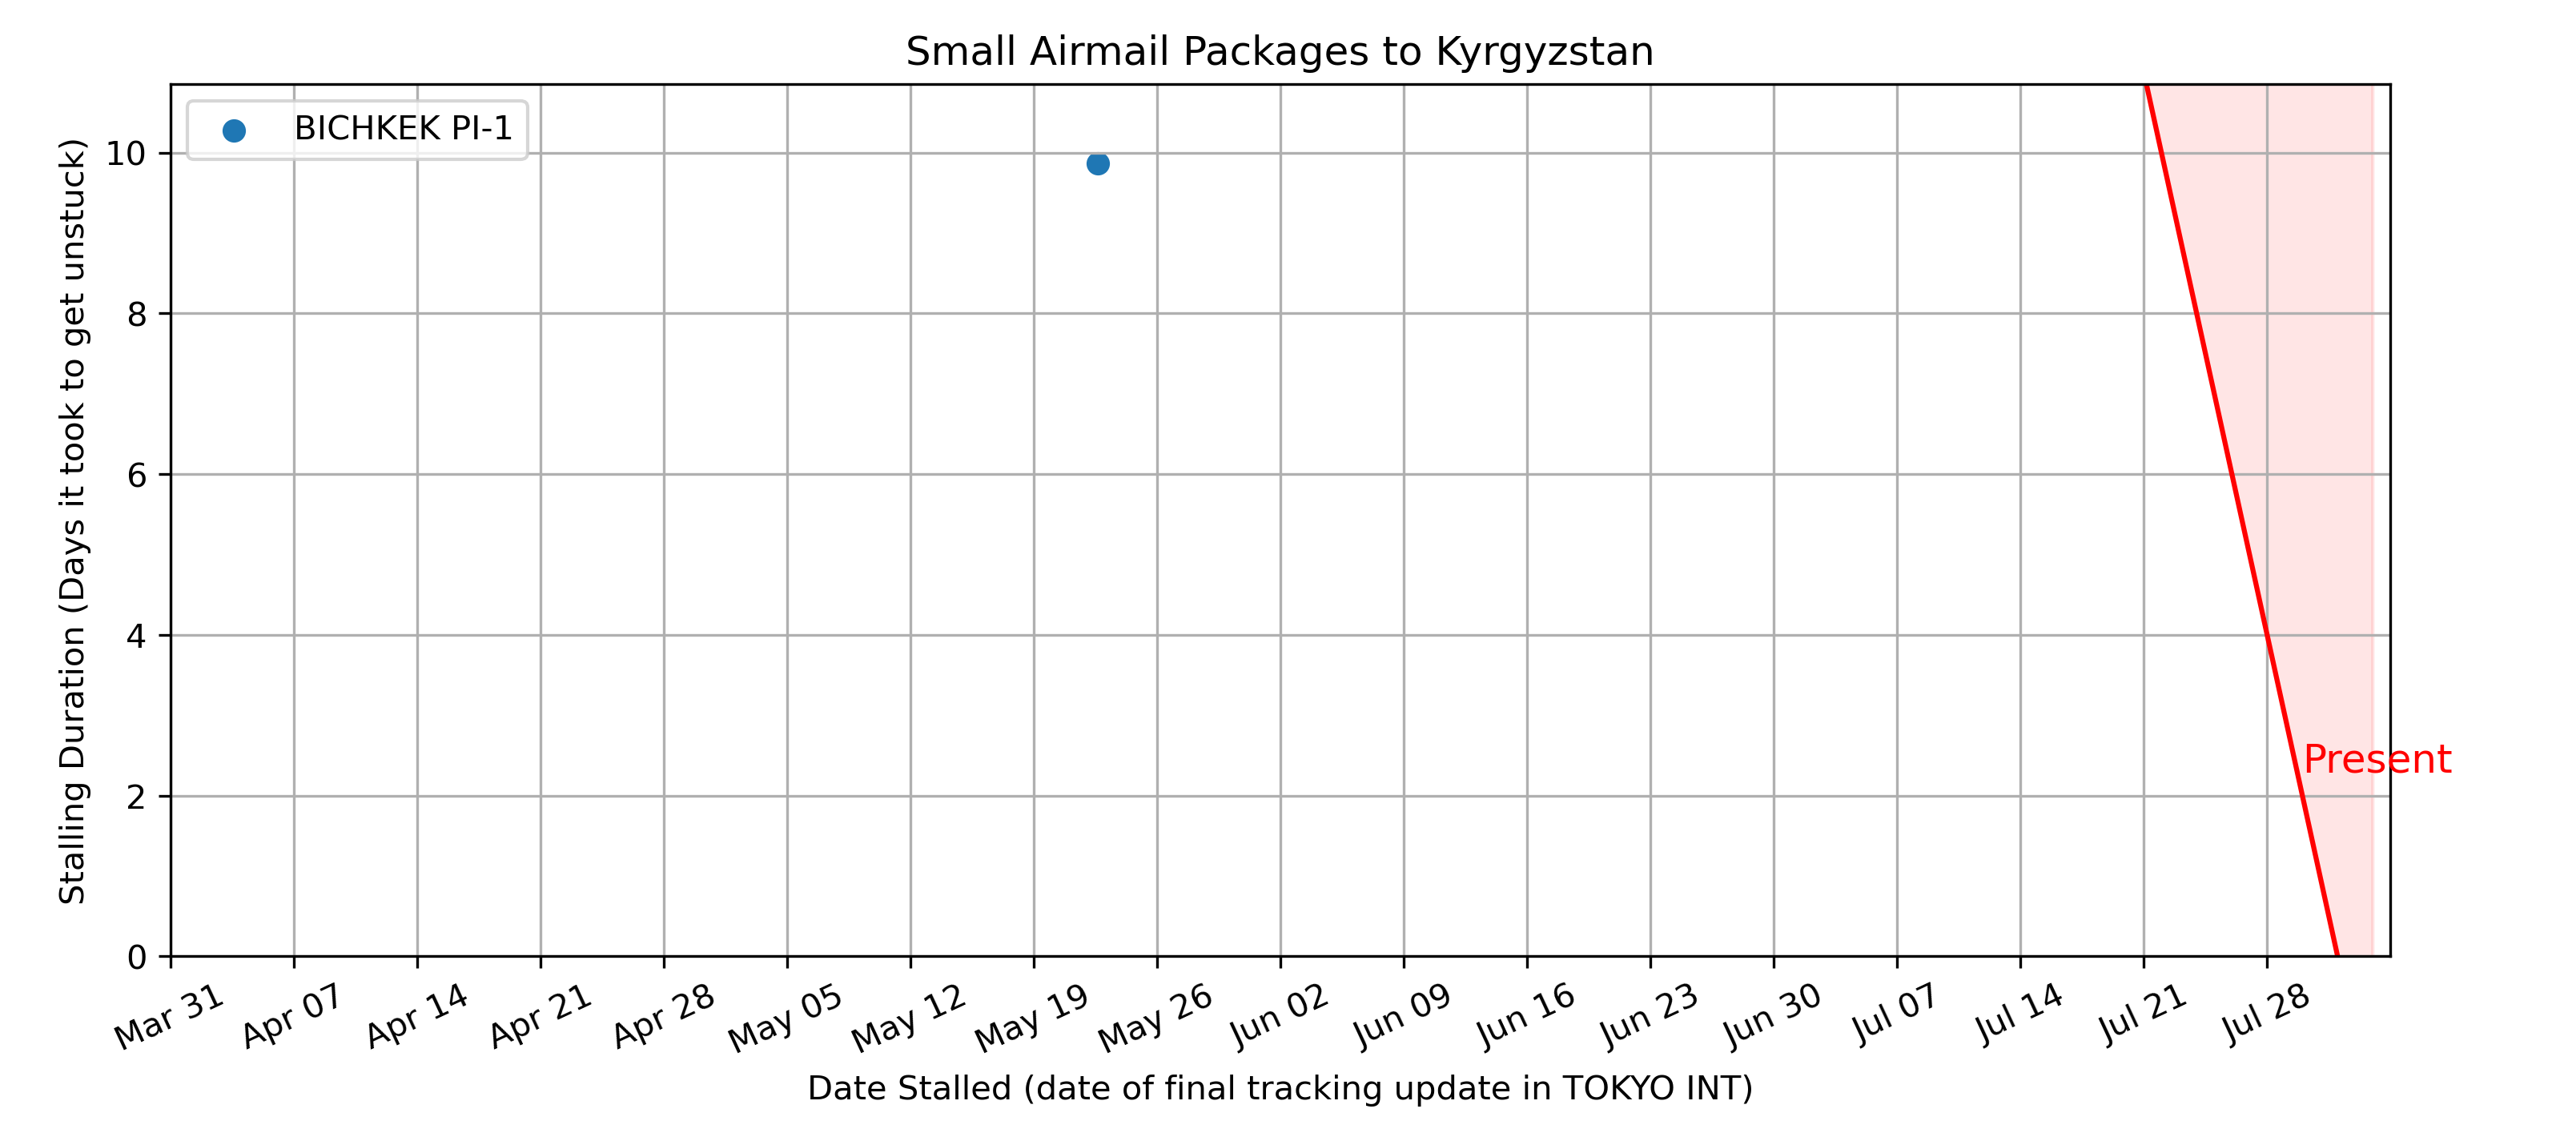 Small Airmail Packages to Kyrgyzstan
BICHKEK PI-1
Stalling Duration (Days it took to get unstuck)
10
8
6
4
2
0
Present
Mar 31
Apr 07
Apr 14
Apr 21
Apr 28
May 05
May 12
May 19
May 26
Jun 02
Jun 09
Jun 16
Jun 23
Jun 30
Jul 07
Jul 14
Jul 21
Jul 28
Date Stalled (date of final tracking update in TOKYO INT)